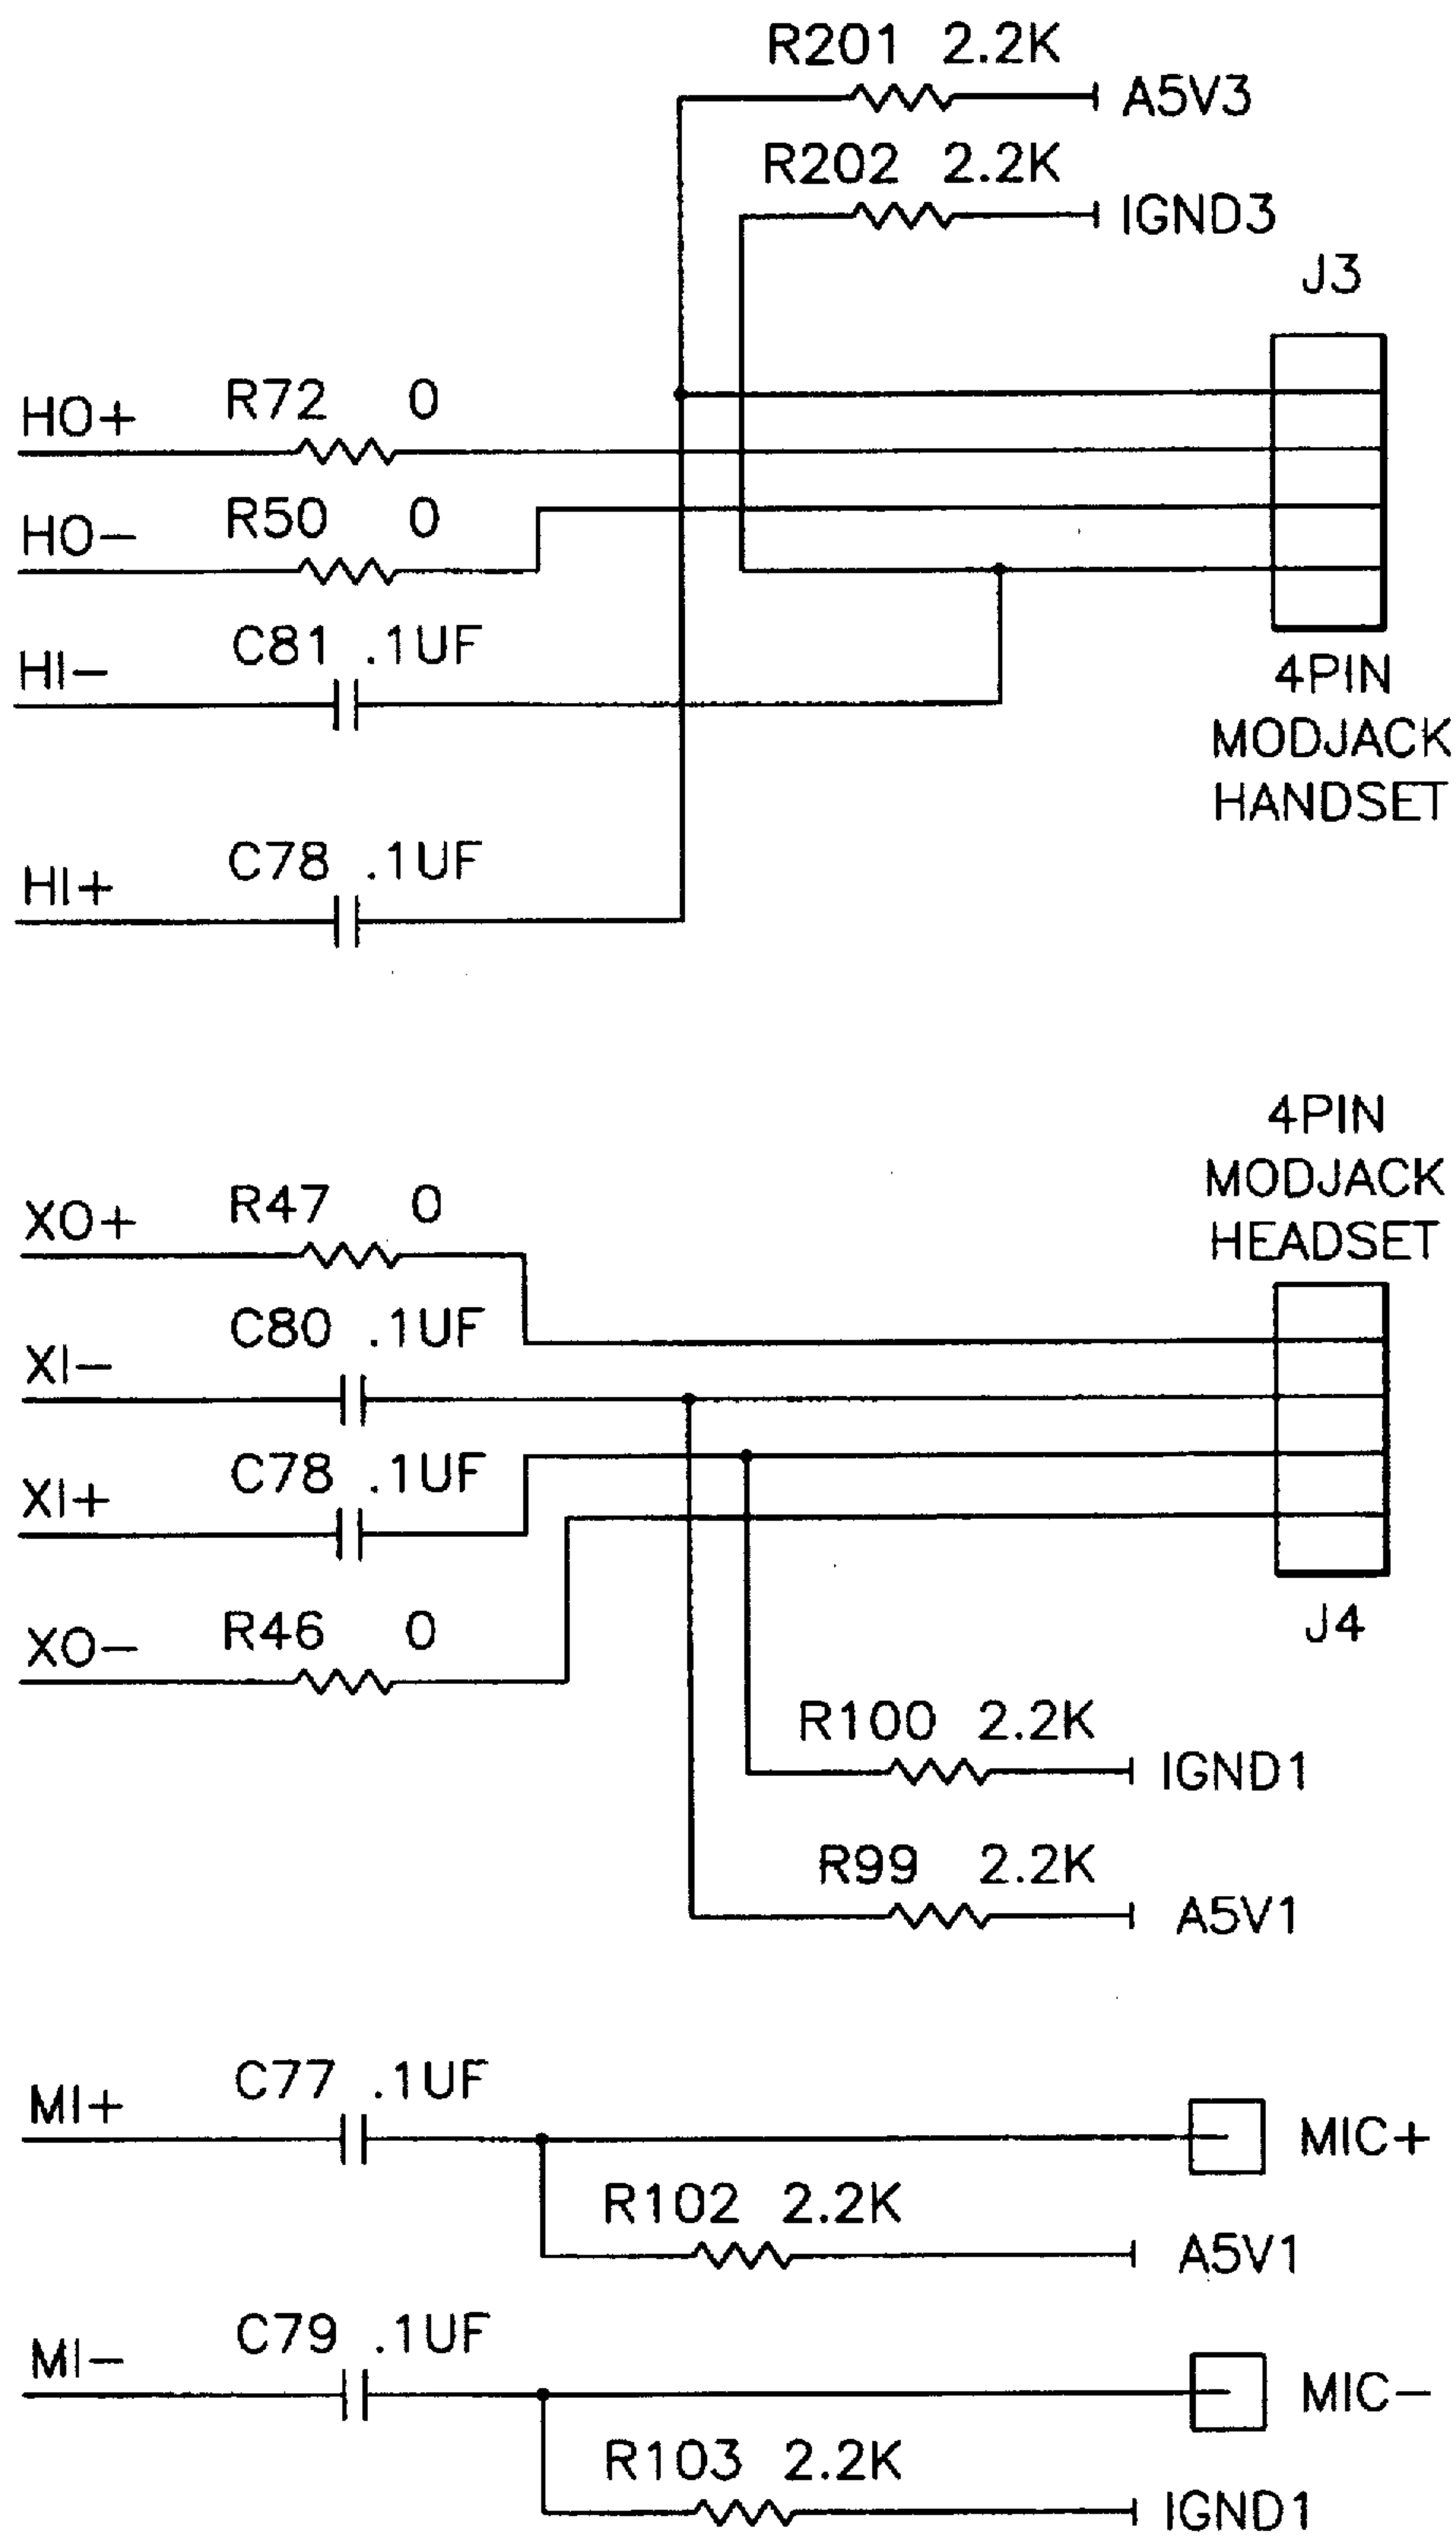 R201 2.2K
A5V3
R202 2.2K
IGND3
J3
HO+
R72 0
HO-
R50 0
HI-
C81 .1UF
4PIN
MODJACK
HANDSET
HI+
C78 .1UF
4PIN
MODJACK
HEADSET
XO+
R47 0
XI-
C80 .1UF
XI+
C78 .1UF
XO-
R46 0
J4
R100 2.2K
IGND1
R99 2.2K
A5V1
MI+
C77 .1UF
MIC+
R102 2.2K
A5V1
MI-
C79 .1UF
MIC-
R103 2.2K
IGND1